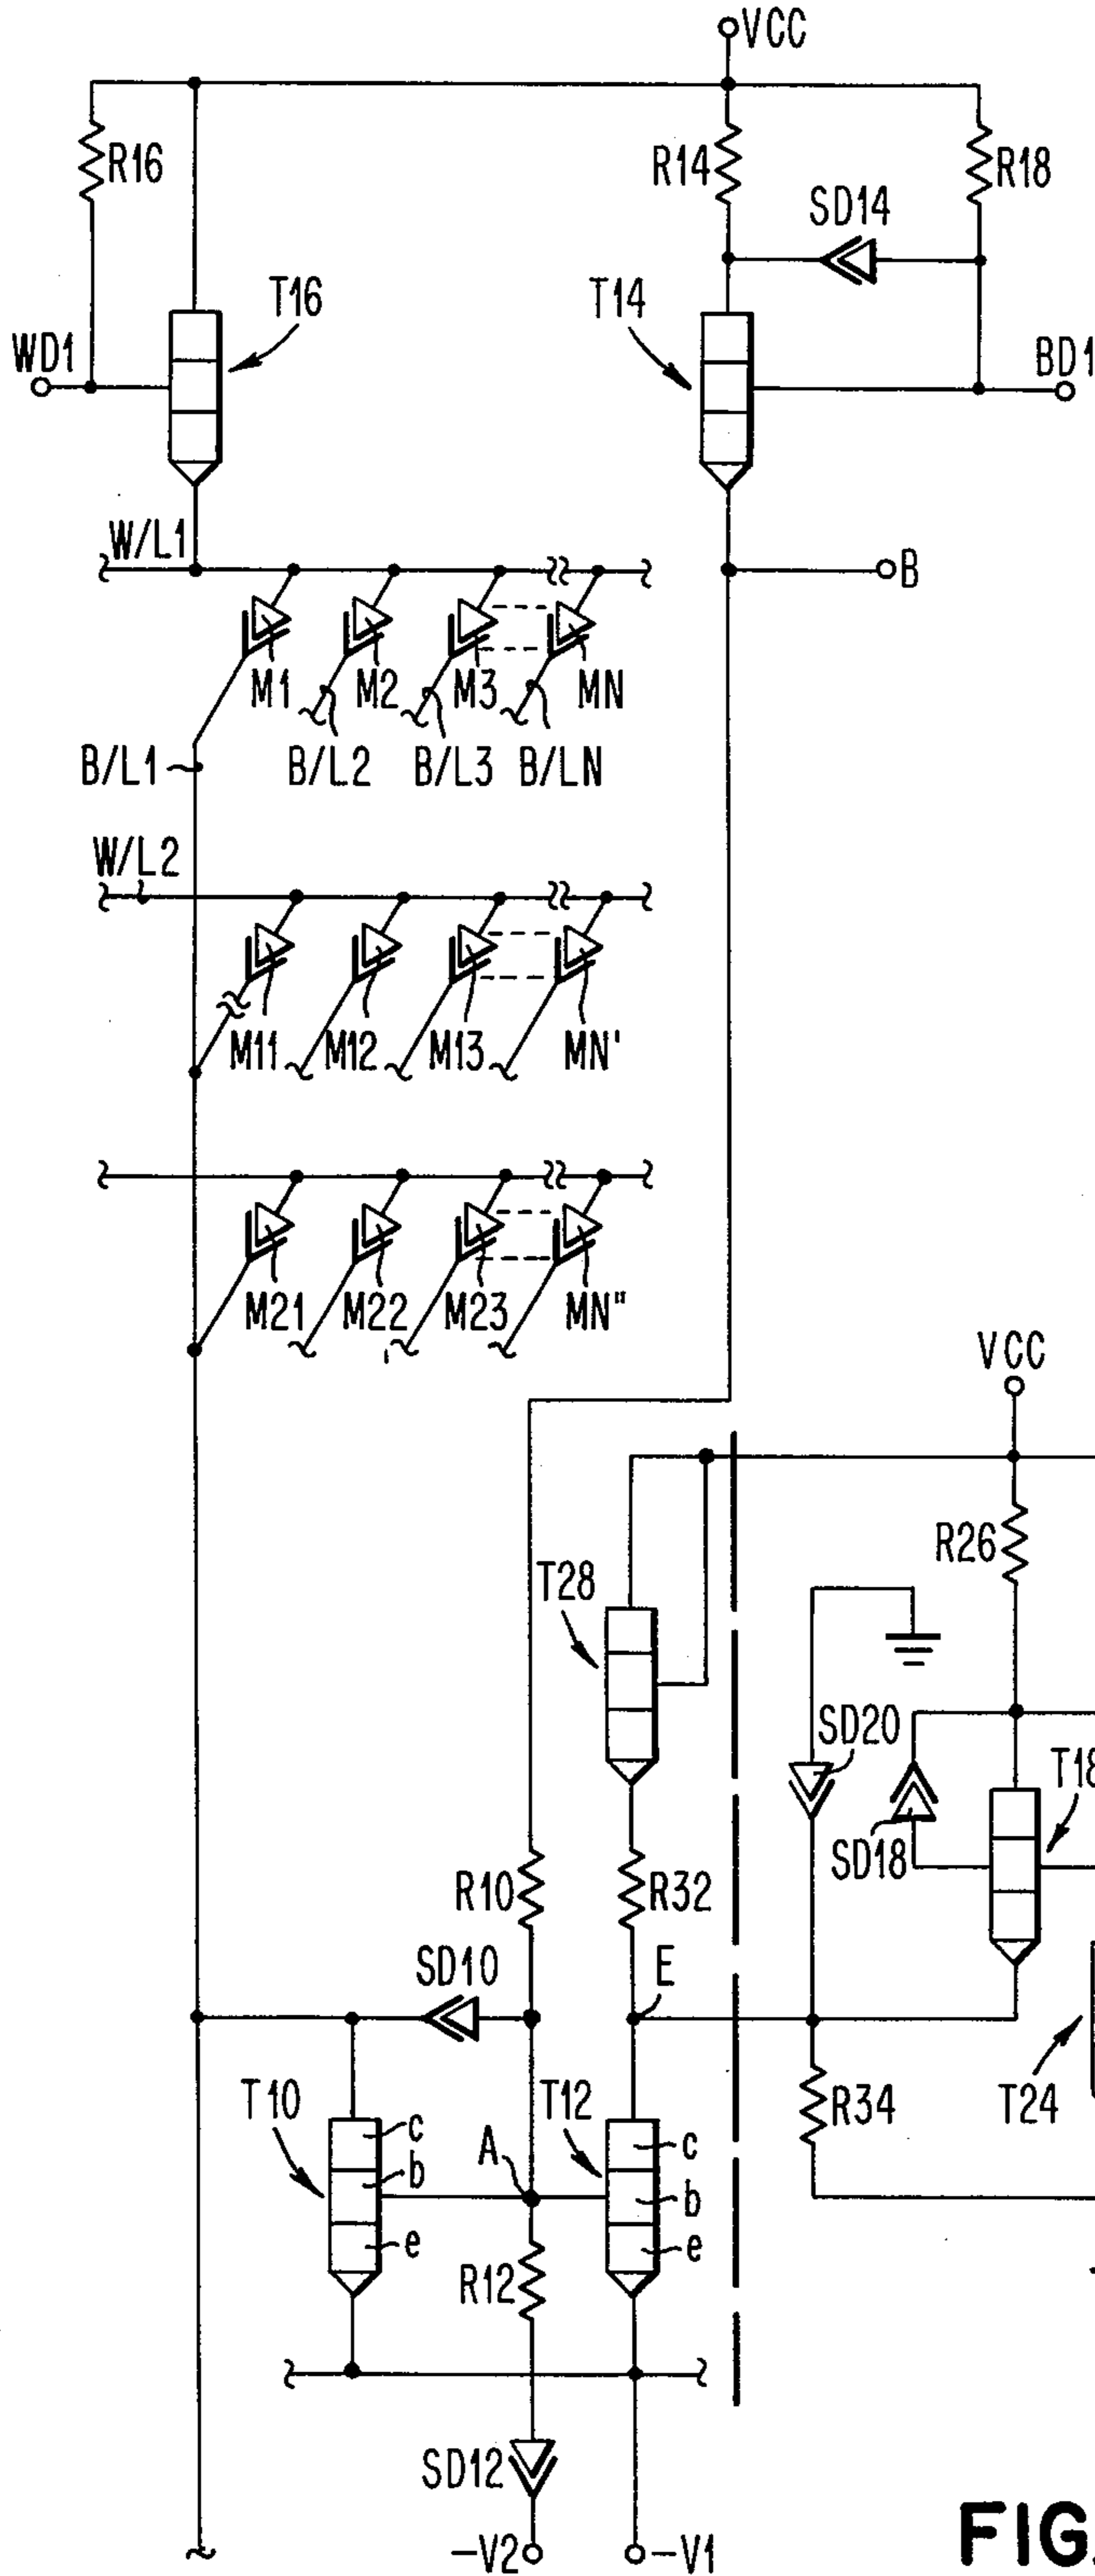 VCC
R16
R14
R18
SD14
T16
T14
WD1
BD1
W/L1
B
M1
M2
M3
MN
B/L1
B/L2
B/L3
B/LN
W/L2
M11
M12
M13
MN'
M21
M22
M23
MN"
VCC
R26
T28
SD20
T18
SD18
R10
R32
SD10
E
T10
A
T12
R34
T24
c
b
e
c
b
e
R12
SD12
-V2
-V1
FIG.